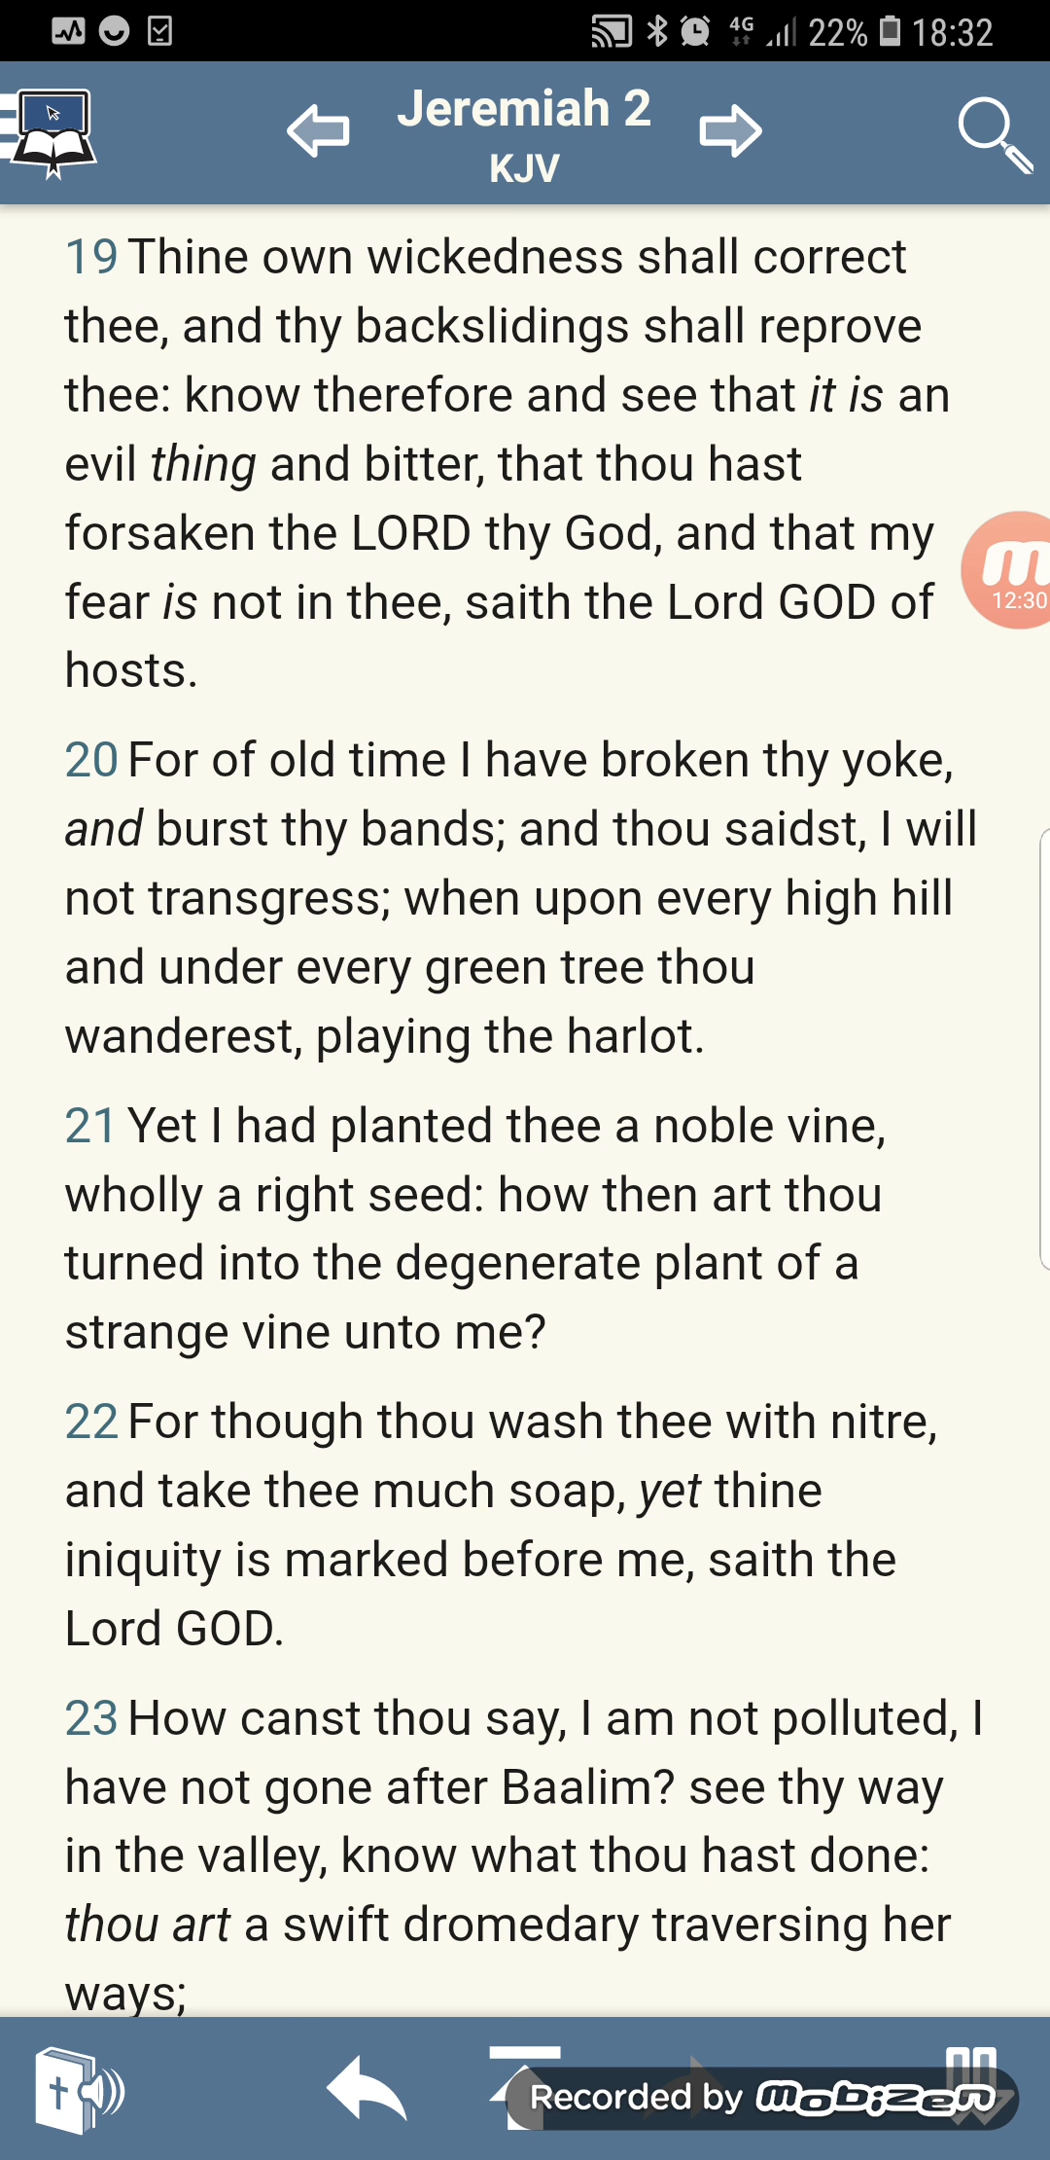 4G 22% 18:32
Jeremiah 2
KJV
19 Thine own wickedness shall correct
thee, and thy backslidings shall reprove
thee: know therefore and see that it is an
evil thing and bitter, that thou hast
forsaken the LORD thy God, and that my
fear is not in thee, saith the Lord GOD of
hosts.
m
12:30
20 For of old time I have broken thy yoke,
and burst thy bands; and thou saidst, I will
not transgress; when upon every high hill
and under every green tree thou
wanderest, playing the harlot.
21 Yet I had planted thee a noble vine,
wholly a right seed: how then art thou
turned into the degenerate plant of a
strange vine unto me?
22 For though thou wash thee with nitre,
and take thee much soap, yet thine
iniquity is marked before me, saith the
Lord GOD.
23 How canst thou say, I am not polluted, I
have not gone after Baalim? see thy way
in the valley, know what thou hast done:
thou art a swift dromedary traversing her
ways;
Recorded by mobizen